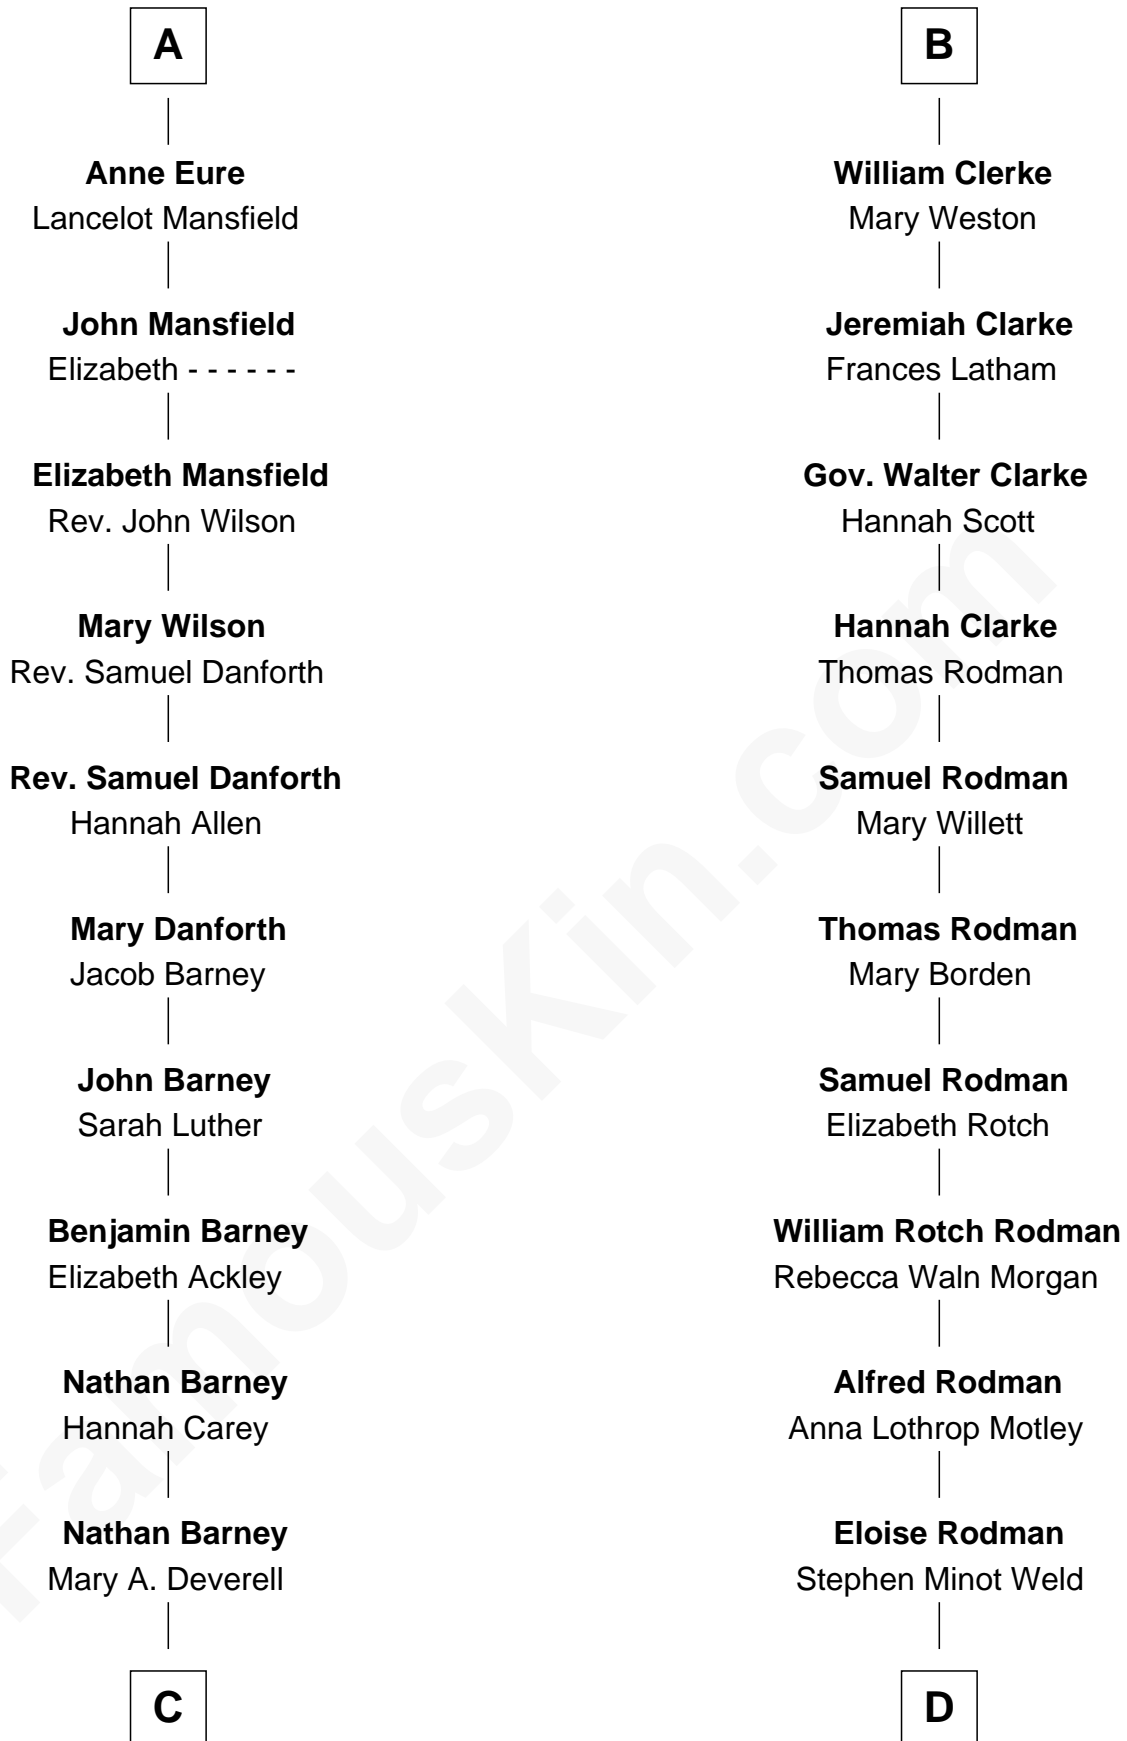 A
Anne Eure
Lancelot Mansfield
John Mansfield
Elizabeth - - - - - -
Elizabeth Mansfield
Rev. John Wilson
Mary Wilson
Rev. Samuel Danforth
Rev. Samuel Danforth
Hannah Allen
Mary Danforth
Jacob Barney
John Barney
Sarah Luther
Benjamin Barney
Elizabeth Ackley
Nathan Barney
Hannah Carey
Nathan Barney
Mary A. Deverell
C
B
William Clerke
Mary Weston
Jeremiah Clarke
Frances Latham
Gov. Walter Clarke
Hannah Scott
Hannah Clarke
Thomas Rodman
Samuel Rodman
Mary Willett
Thomas Rodman
Mary Borden
Samuel Rodman
Elizabeth Rotch
William Rotch Rodman
Rebecca Waln Morgan
Alfred Rodman
Anna Lothrop Motley
Eloise Rodman
Stephen Minot Weld
D
FamousKin.com